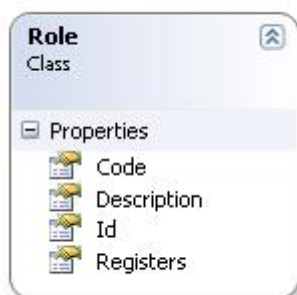 Role
Class
Properties
Code
Description
Id
Registers